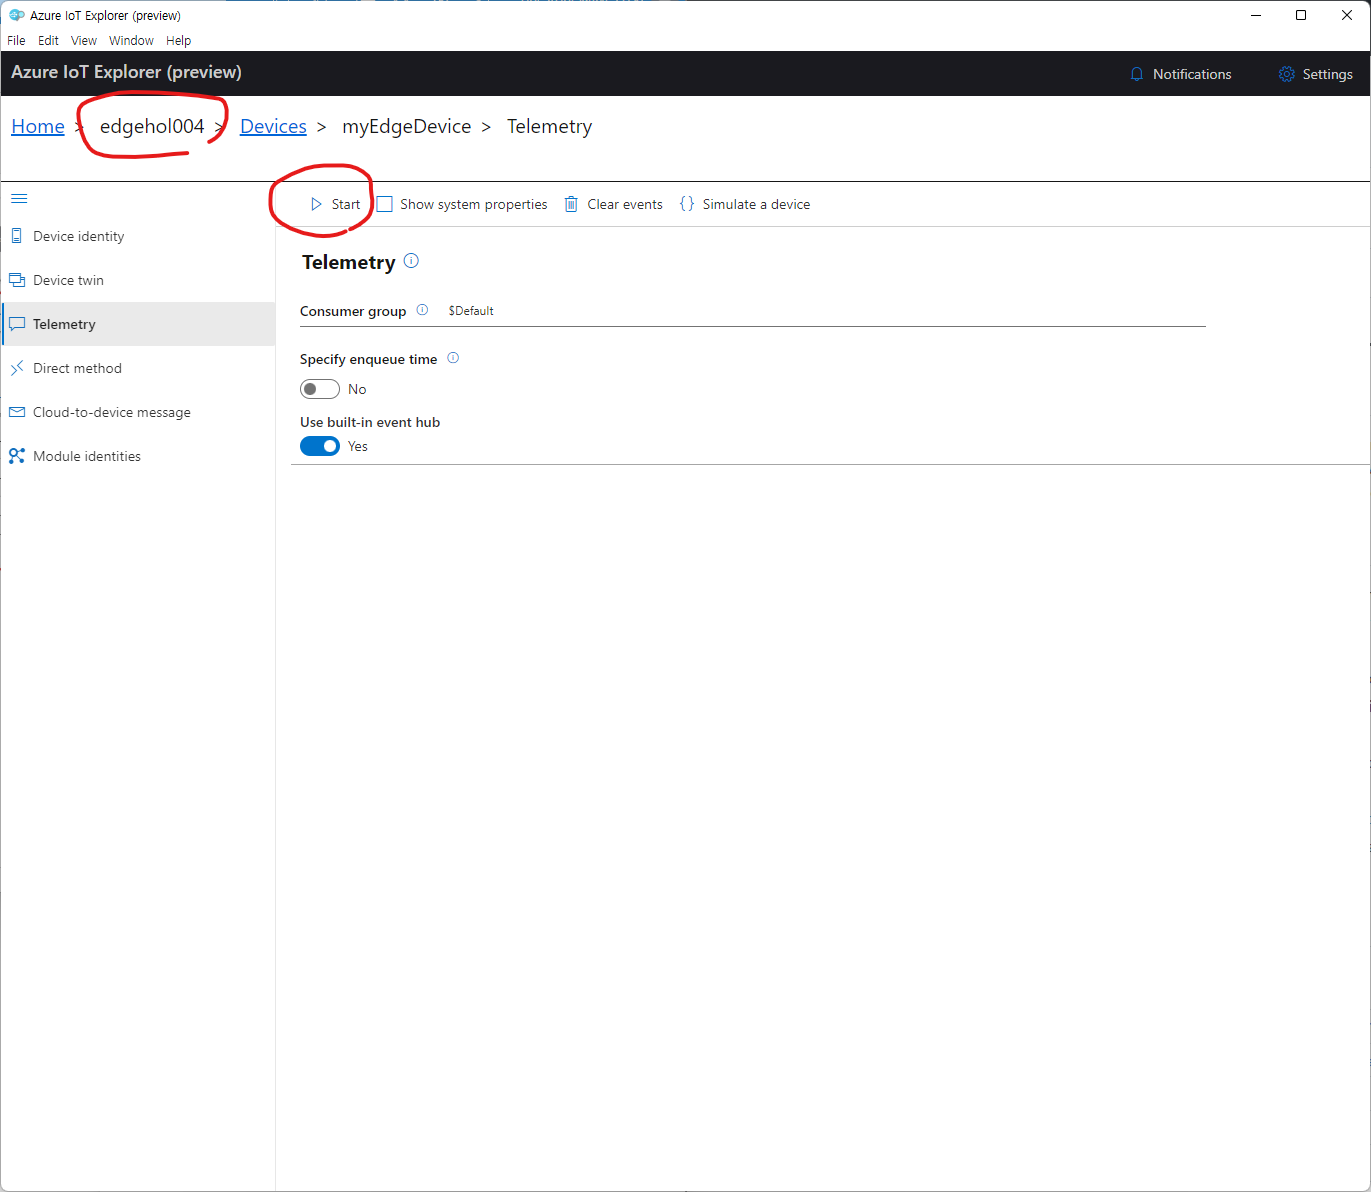 Azure IoT Explorer (preview)
File Edit View Window Help
Azure IoT Explorer (preview) Notifications Settings
Home > edgehol004 > Devices > myEdgeDevice > Telemetry
Start Show system properties Clear events {} Simulate a device
Device identity
Device twin
Telemetry
Direct method
Cloud-to-device message
Module identities
Telemetry
Consumer group $Default
Specify enqueue time
No
Use built-in event hub
Yes